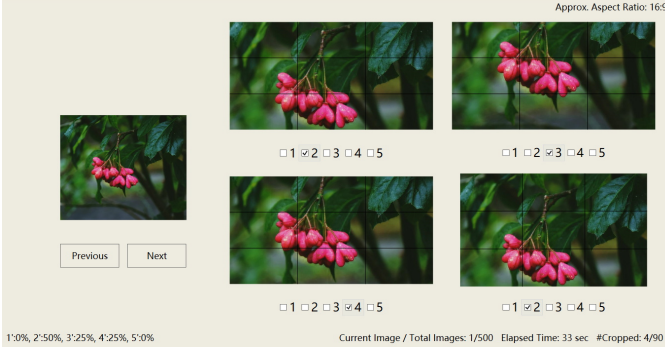 Approx. Aspect Ratio: 16:9
1 2 3 4 5
1 2 3 4 5
Previous Next
1 2 3 4 5
1 2 3 4 5
1':0%, 2':50%, 3':25%, 4':25%, 5':0%
Current Image / Total Images: 1/500 Elapsed Time: 33 sec #Cropped: 4/90